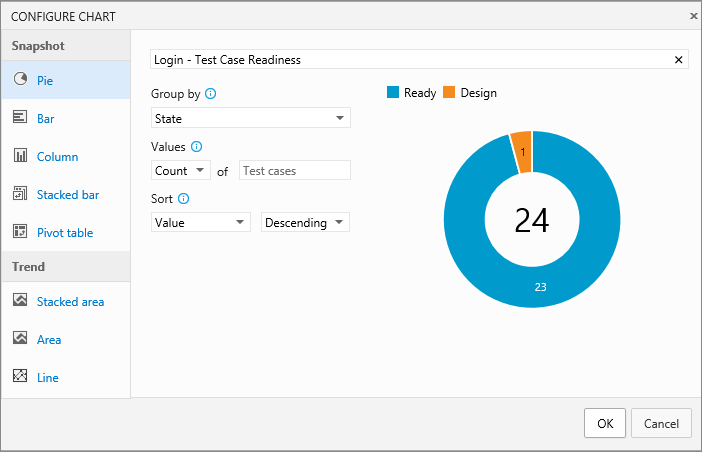 CONFIGURE CHART ×
Snapshot
Pie
Bar
Column
Stacked bar
Pivot table
Trend
Stacked area
Area
Line
Login - Test Case Readiness ×
Group by
State
Values
Count of Test cases
Sort
Value Descending
Ready Design
1
24
23
OK Cancel